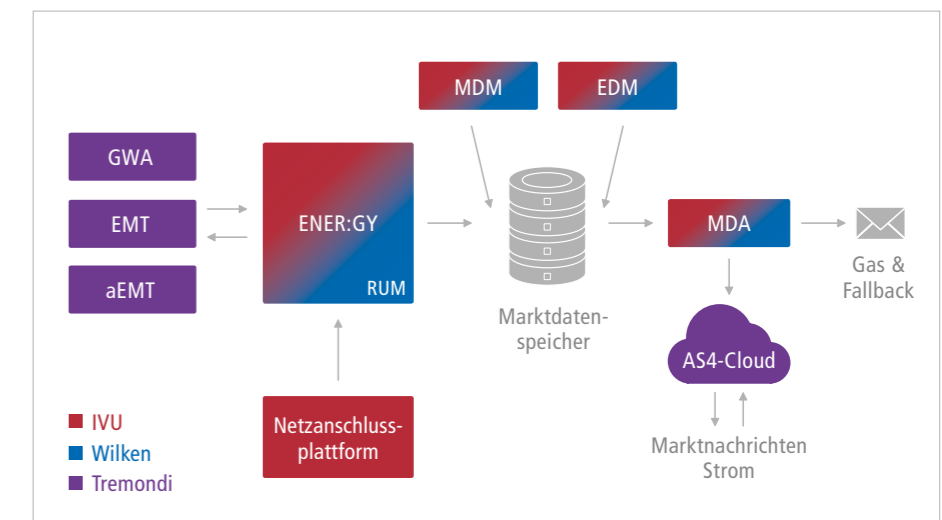 MDM
EDM
GWA
EMT
aEMT
ENER:GY
RUM
MDA
Marktdaten-
speicher
Gas &
Fallback
AS4-Cloud
Netzanschluss-
plattform
Marktnachrichten
Strom
IVU
Wilken
Tremondi